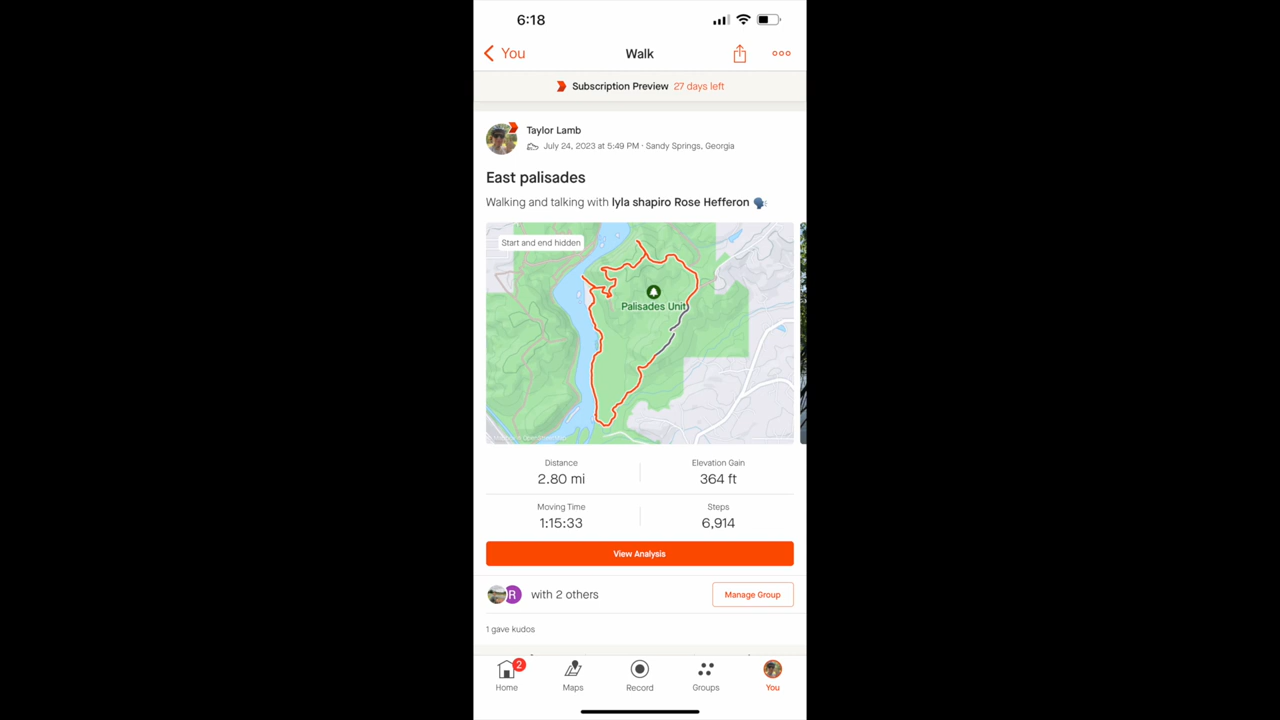 6:18
You
Walk
Subscription Preview 27 days left
Taylor Lamb
July 24, 2023 at 5:49 PM · Sandy Springs, Georgia
East palisades
Walking and talking with lyla shapiro Rose Hefferon 🗣️
Start and end hidden
Palisades Unit
Distance
2.80 mi
Elevation Gain
364 ft
Moving Time
1:15:33
Steps
6,914
View Analysis
R
with 2 others
Manage Group
1 gave kudos
2
Home
Maps
Record
Groups
You